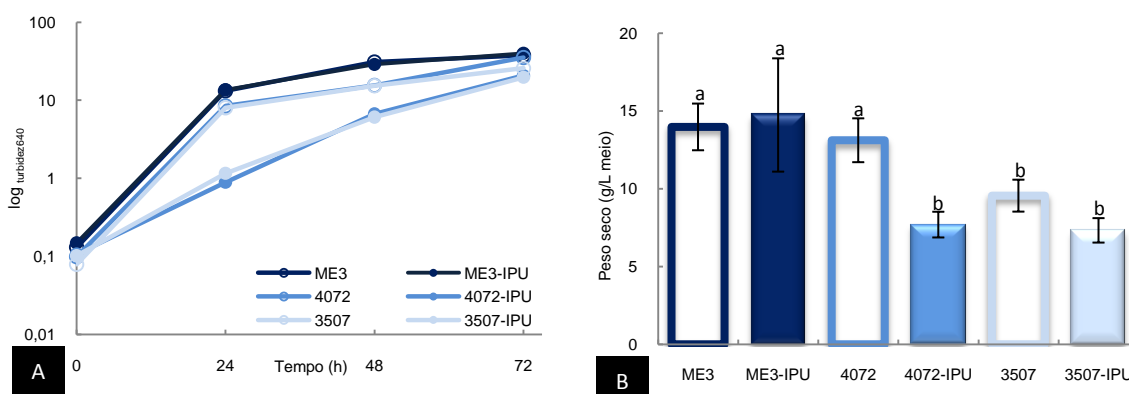 100
10
1
0,1
0,01
log turbidez640
ME3
ME3-IPU
4072
4072-IPU
3507
3507-IPU
0
24
Tempo (h)
48
72
A
20
15
10
5
0
Peso seco (g/L meio)
a
a
a
b
b
b
ME3
ME3-IPU
4072
4072-IPU
3507
3507-IPU
B